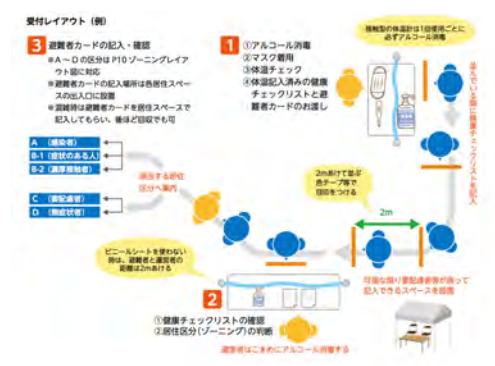 受付レイアウト（例）
3 避難者カードの記入・確認
※A～Dの区分はP10ゾーニングレイア
ウト図に対応
※避難者カードの記入場所は各居住スペー
スの出入口に設置
※混雑時は避難者カードを居住スペースで
記入してもらい、後ほど回収でも可
1 ①アルコール消毒
②マスク着用
③体温チェック
④体温記入済みの健康
チェックリストと避
難者カードのお渡し
接触型の体温計は1回使用ごとに
必ずアルコール消毒
並んでいる間に健康チェックリストを記入
A （感染者）
B-1（症状のある人）
B-2（濃厚接触者）
C （要配慮者）
D （無症状者）
該当する居住
区分へ案内
2mあけて並ぶ
色テープ等で
目印をつける
2m
ビニールシートを使わない
時は、避難者と運営者の
距離は2mあける
可能な限り要配慮者等が座って
記入できるスペースを設置
2
①健康チェックリストの確認
②居住区分（ゾーニング）の判断
運営者はこまめにアルコール消毒する